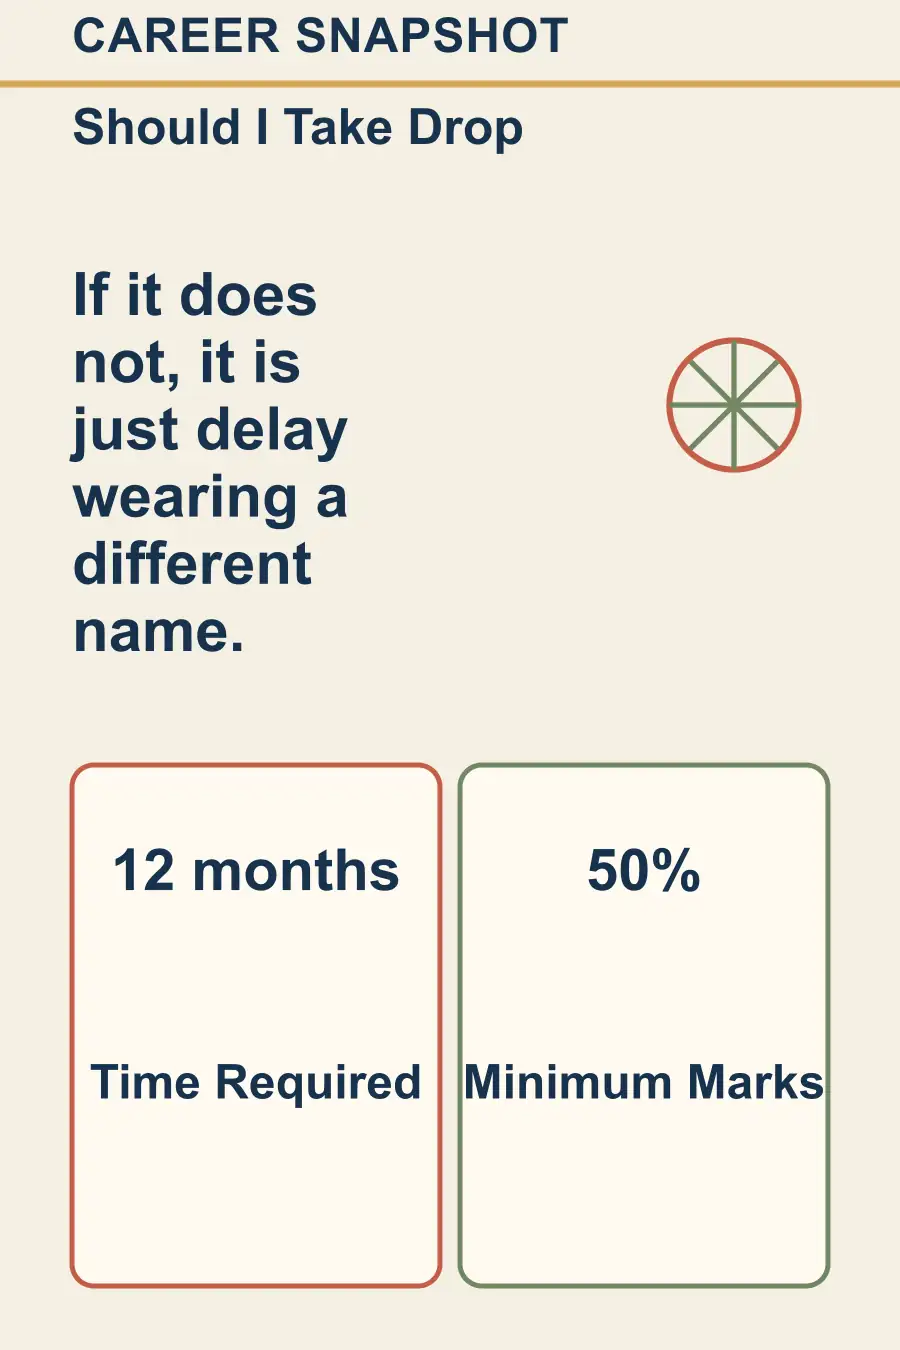 CAREER SNAPSHOT
Should I Take Drop
If it does
not, it is
just delay
wearing a
different
name.
12 months
50%
Time Required
Minimum Marks